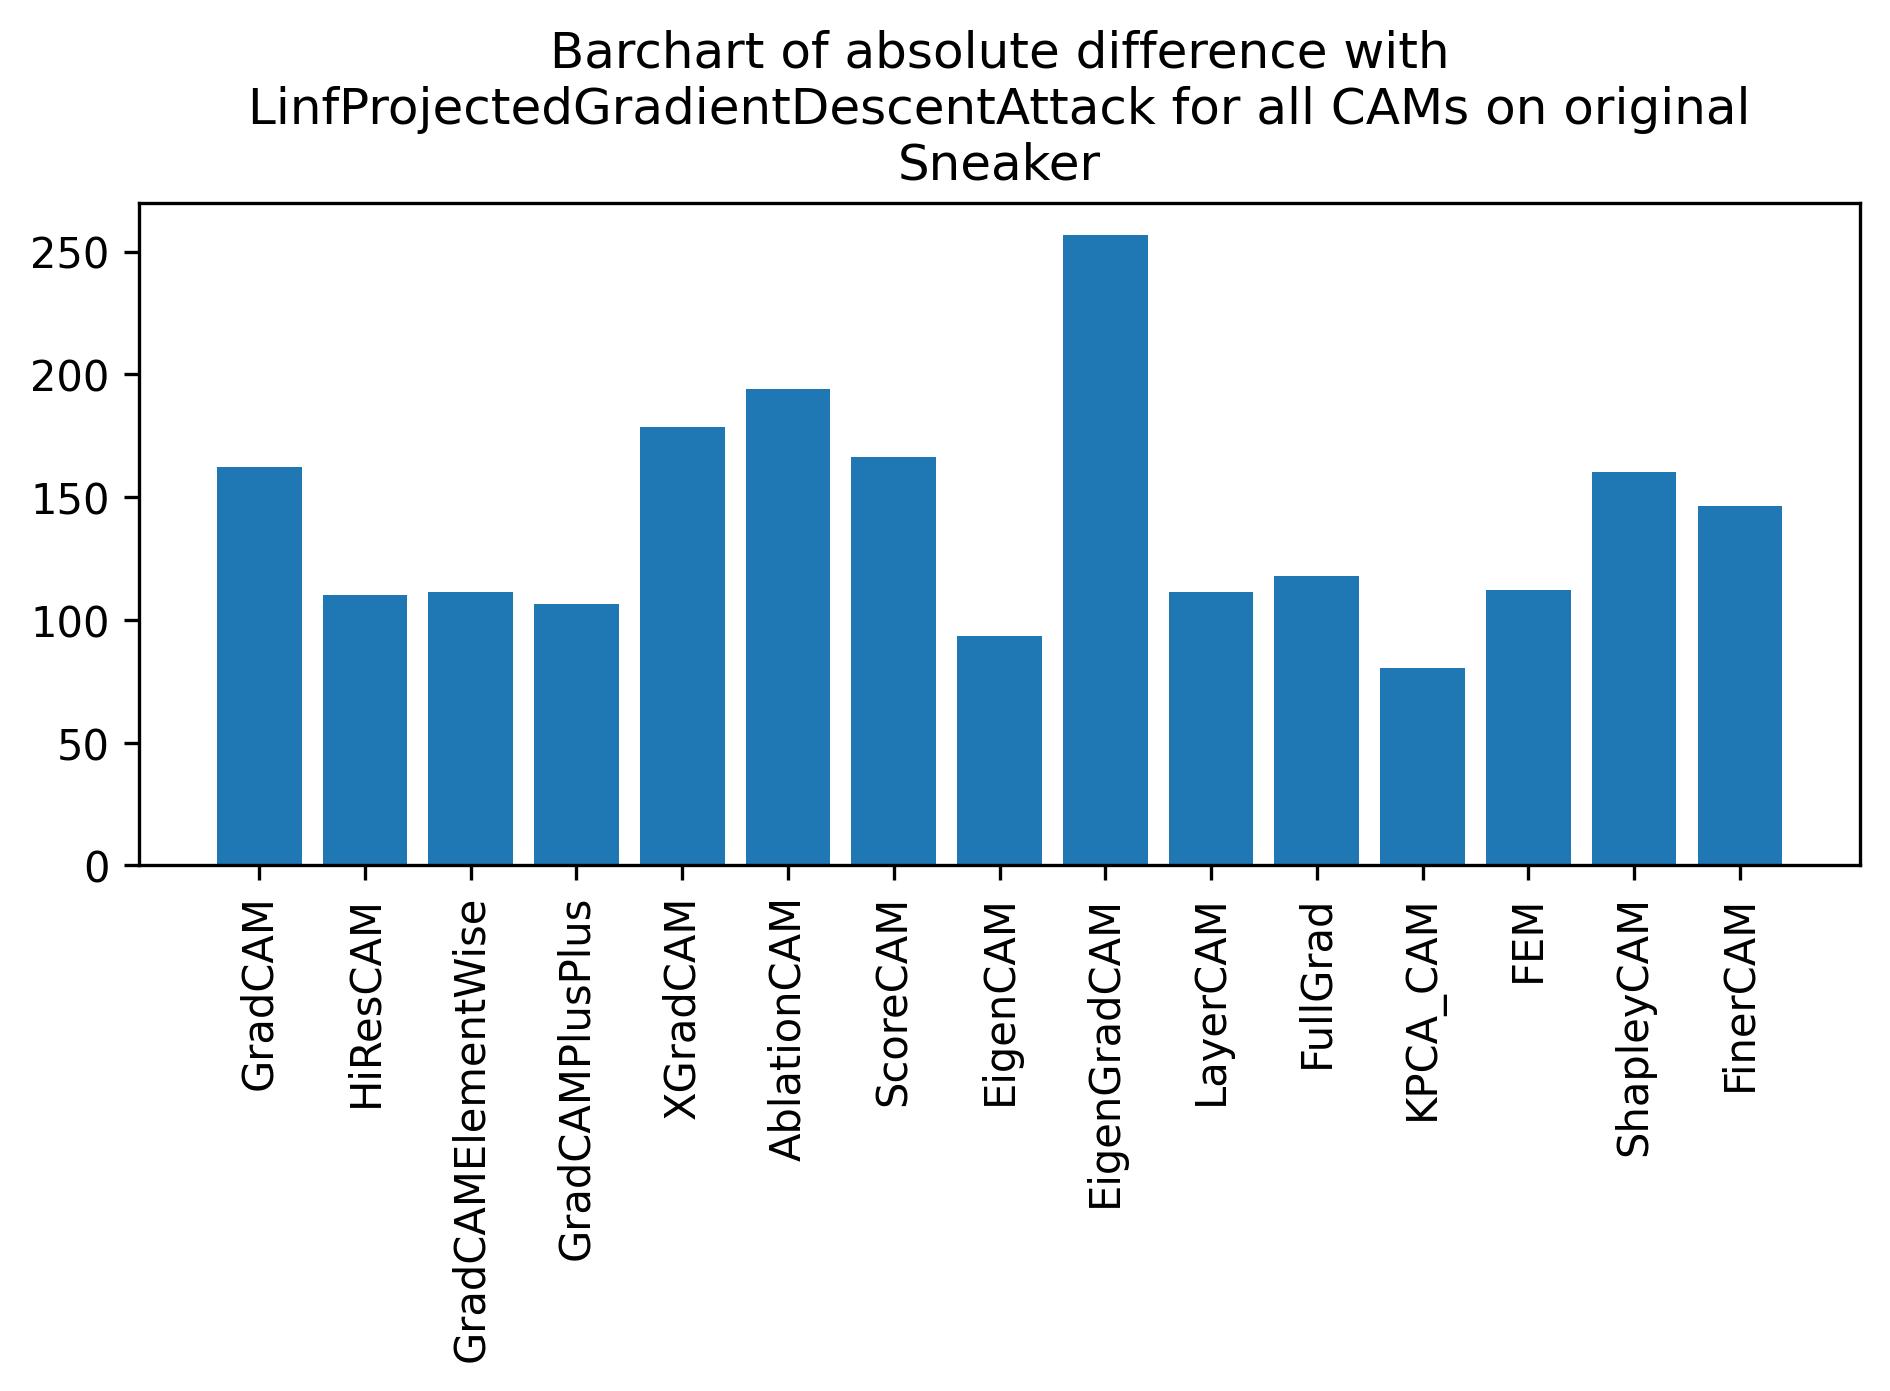 Barchart of absolute difference with
LinfProjectedGradientDescentAttack for all CAMs on original
Sneaker
250
200
150
100
50
0
GradCAM
HiResCAM
GradCAMElementWise
GradCAMPlusPlus
XGradCAM
AblationCAM
ScoreCAM
EigenCAM
EigenGradCAM
LayerCAM
FullGrad
KPCA_CAM
FEM
ShapleyCAM
FinerCAM